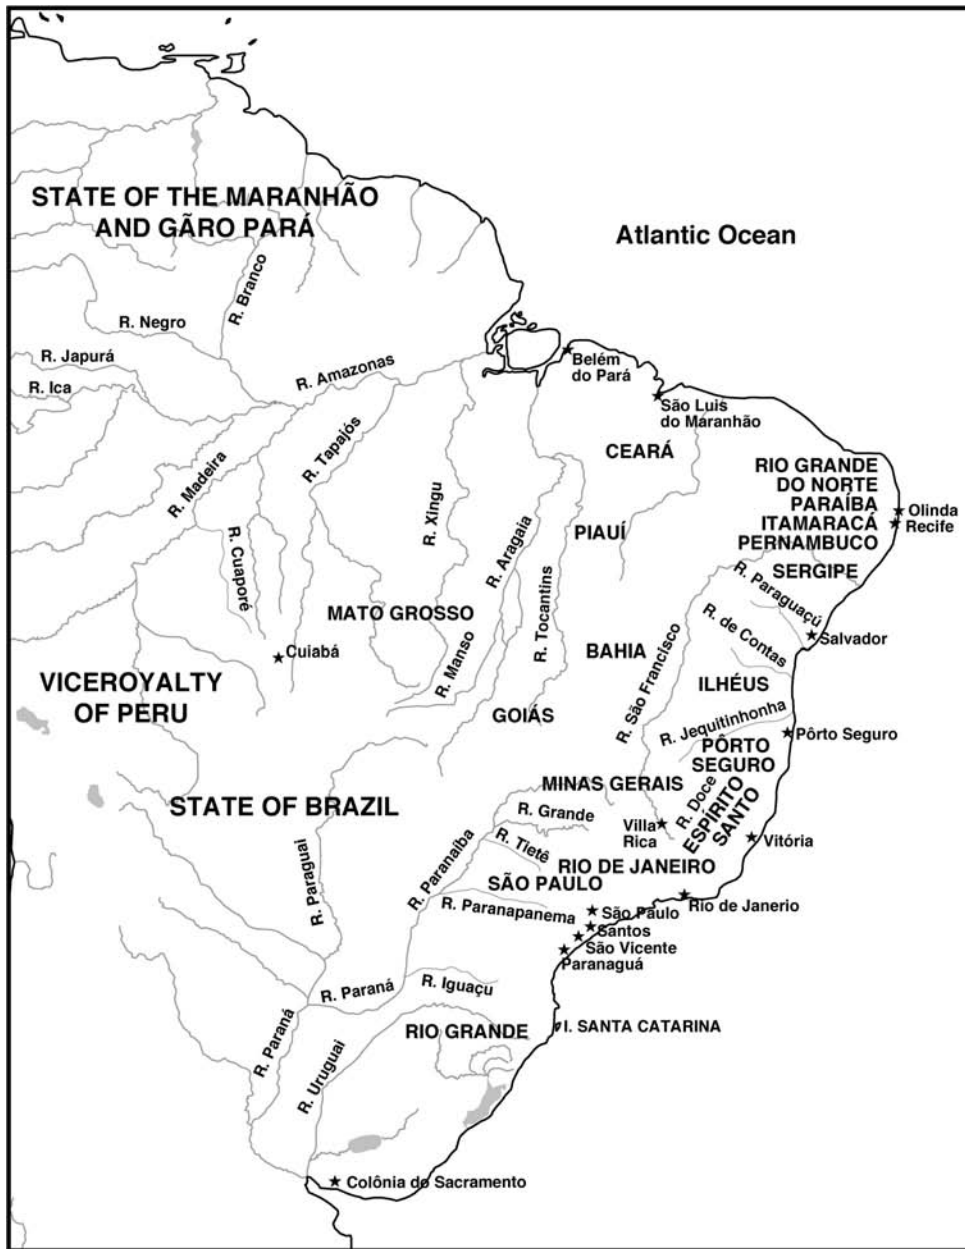 STATE OF THE MARANHÃO
AND GÃRO PARÁ
Atlantic Ocean
R. Branco
R. Negro
R. Japurá
R. Ica
R. Amazonas
Belém
do Pará
São Luis
do Maranhão
CEARÁ
R. Tapajós
R. Madeira
R. Xingu
R. Aragaia
RIO GRANDE
DO NORTE
PARAÍBA
ITAMARACÁ
PERNAMBUCO
Olinda
Recife
PIAUÍ
R. Cuaporé
SERGIPE
R. Paraguaçú
R. Tocantins
MATO GROSSO
R. de Contas
Salvador
Cuiabá
R. Manso
BAHIA
R. São Francisco
VICEROYALTY
OF PERU
ILHÉUS
GOIÁS
R. Jequitinhonha
Pôrto Seguro
PÔRTO
SEGURO
MINAS GERAIS
R. Doce
ESPÍRITO
SANTO
STATE OF BRAZIL
R. Grande
Villa
Rica
Vitória
R. Tietê
R. Paranaíba
RIO DE JANEIRO
SÃO PAULO
R. Paraguai
R. Paranapanema
Rio de Janerio
São Paulo
Santos
São Vicente
Paranaguá
R. Paraná
R. Iguaçu
R. Paraná
RIO GRANDE
I. SANTA CATARINA
R. Uruguai
Colônia do Sacramento